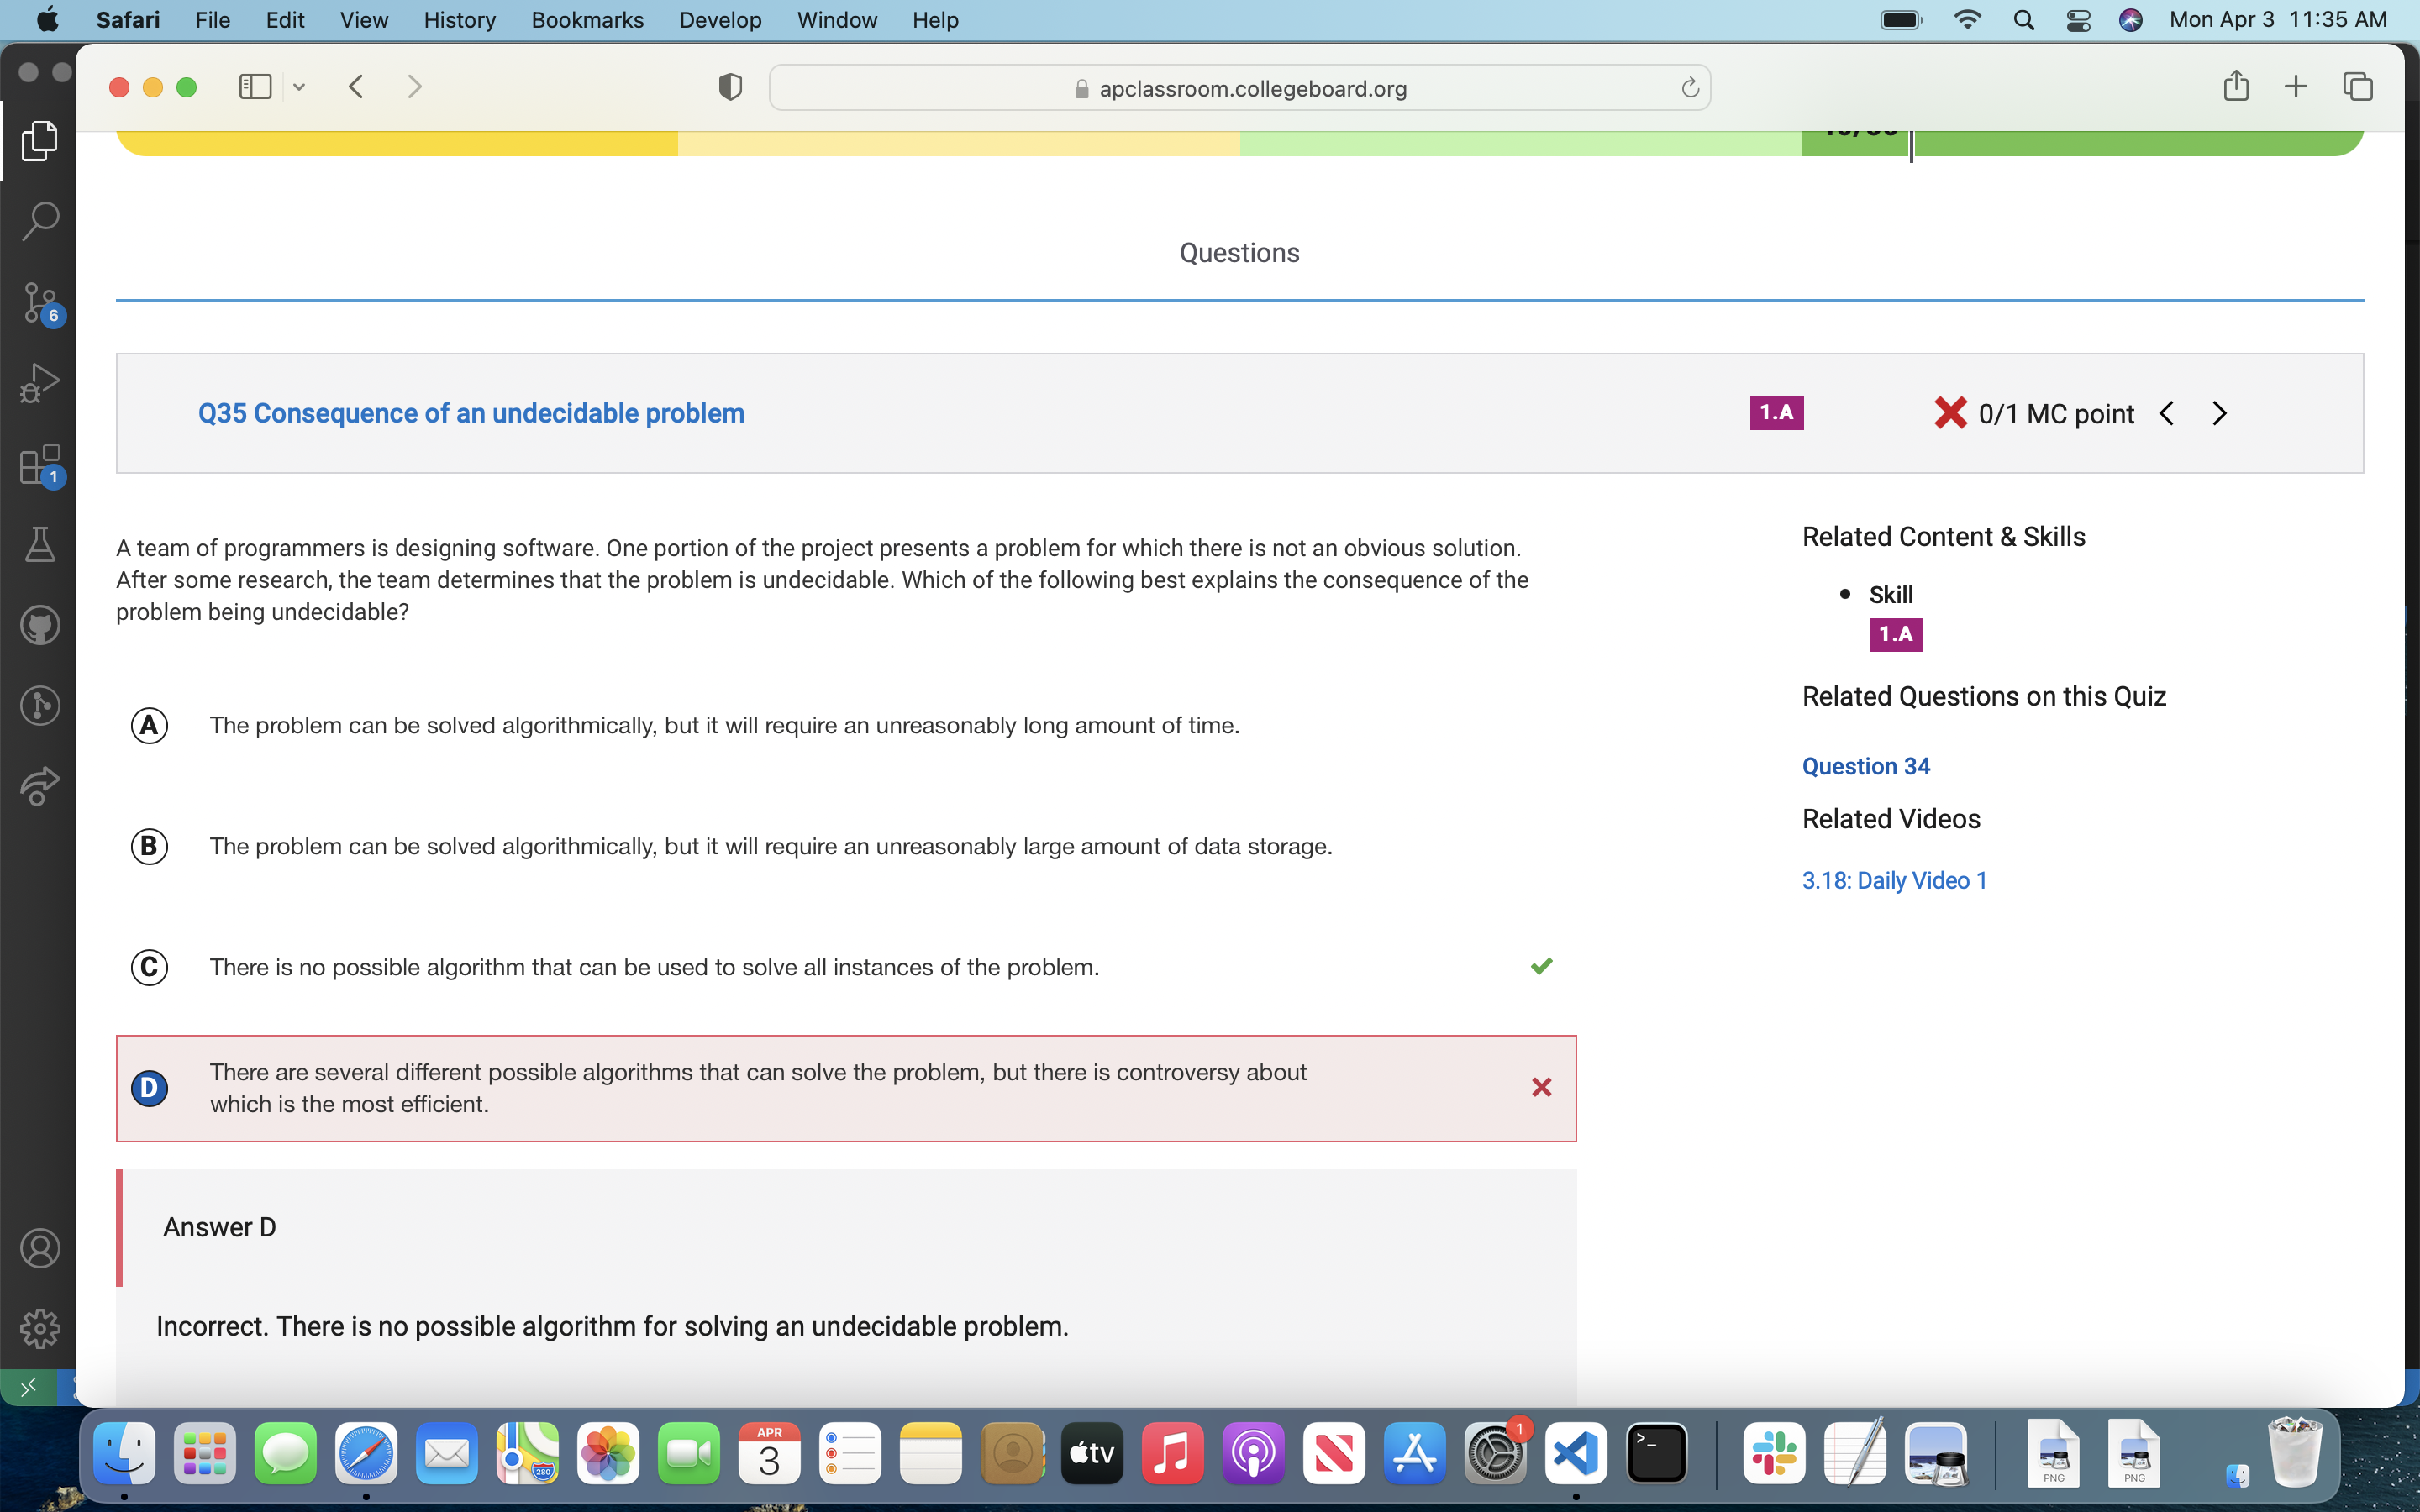 Safari File Edit View History Bookmarks Develop Window Help Mon Apr 3 11:35 AM
apclassroom.collegeboard.org
Questions
6
Q35 Consequence of an undecidable problem 1.A 0/1 MC point
1
A team of programmers is designing software. One portion of the project presents a problem for which there is not an obvious solution.
After some research, the team determines that the problem is undecidable. Which of the following best explains the consequence of the
problem being undecidable?
A The problem can be solved algorithmically, but it will require an unreasonably long amount of time.
B The problem can be solved algorithmically, but it will require an unreasonably large amount of data storage.
C There is no possible algorithm that can be used to solve all instances of the problem.
D There are several different possible algorithms that can solve the problem, but there is controversy about
which is the most efficient.
Answer D
Incorrect. There is no possible algorithm for solving an undecidable problem.
Related Content & Skills
Skill
1.A
Related Questions on this Quiz
Question 34
Related Videos
3.18: Daily Video 1
280
APR
3
tv
1
>_
PNG
PNG